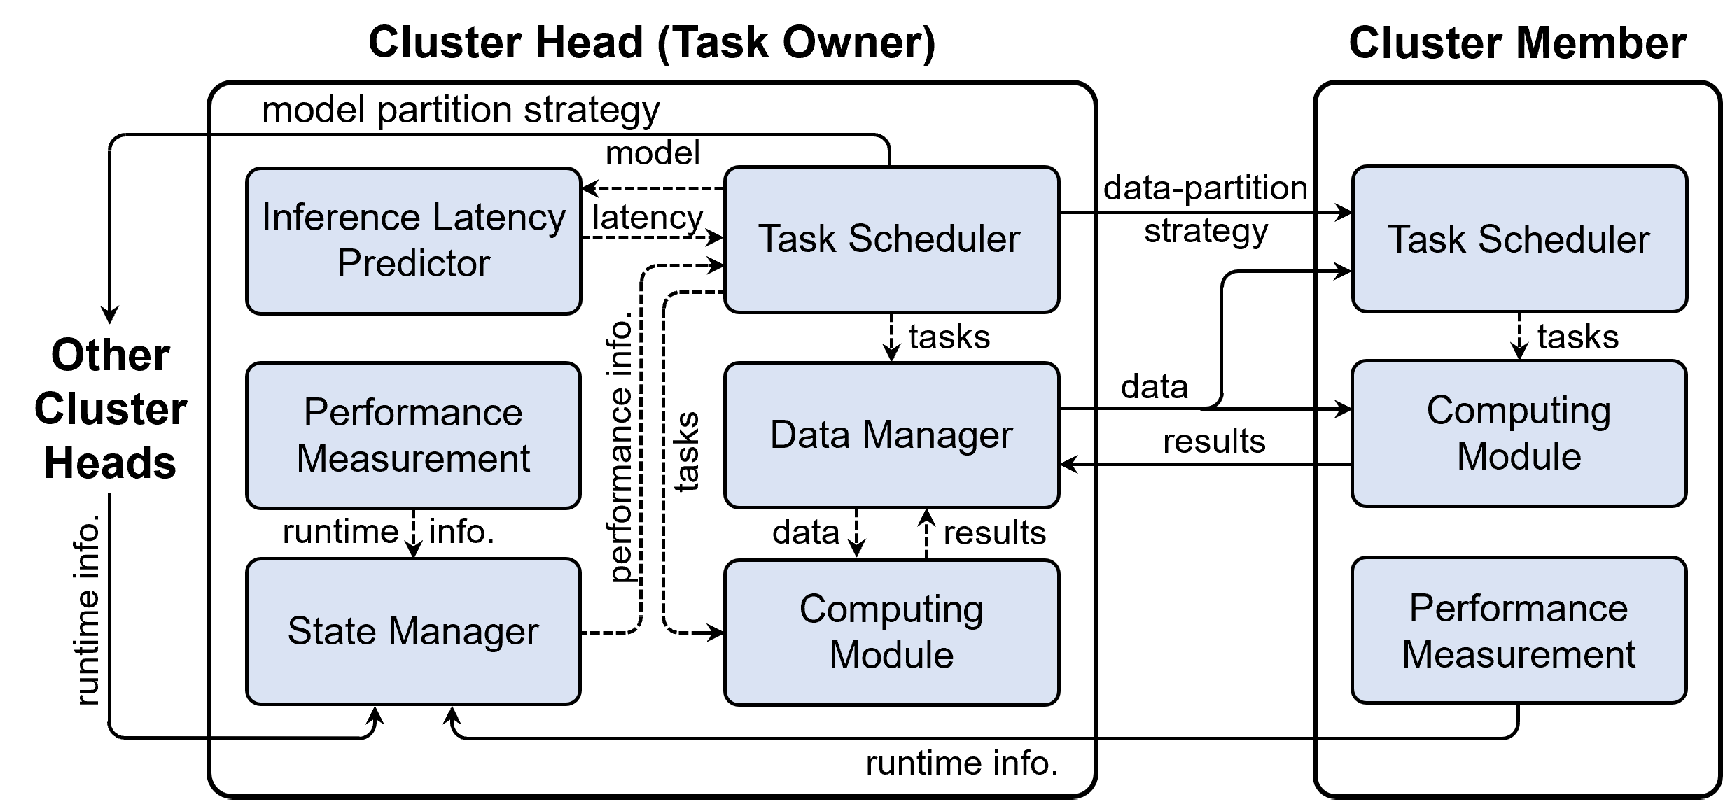 Cluster Head (Task Owner)
Cluster Member
model partition strategy
model
Inference Latency
Predictor
latency
Task Scheduler
data-partition
strategy
Task Scheduler
Other
Cluster
Heads
performance info.
tasks
tasks
tasks
Performance
Measurement
Data Manager
data
results
Computing
Module
runtime info.
runtime info.
data
results
State Manager
Computing
Module
Performance
Measurement
runtime info.